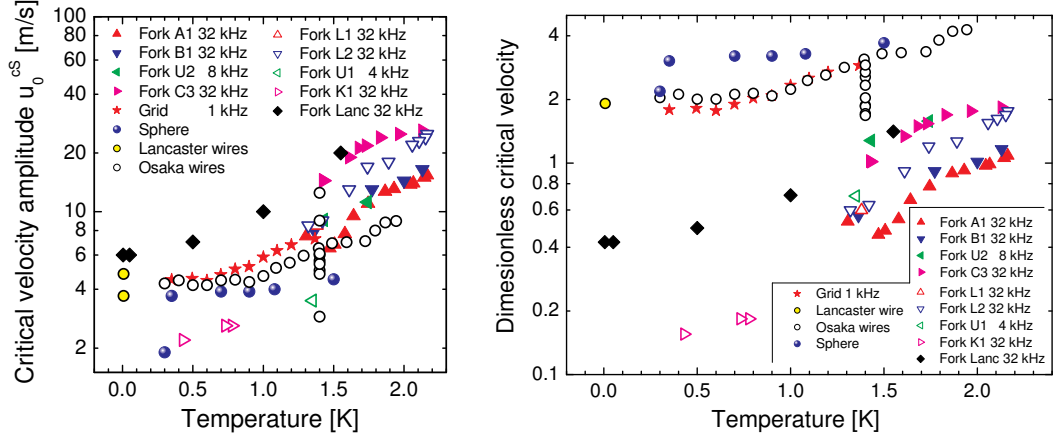 Critical velocity amplitude u₀ᶜˢ [m/s]
100
80
60
40
20
10
8
6
4
2
Fork A1 32 kHz
Fork B1 32 kHz
Fork U2 8 kHz
Fork C3 32 kHz
Grid 1 kHz
Sphere
Lancaster wires
Osaka wires
Fork L1 32 kHz
Fork L2 32 kHz
Fork U1 4 kHz
Fork K1 32 kHz
Fork Lanc 32 kHz
0.0 0.5 1.0 1.5 2.0
Temperature [K]
Dimesionless critical velocity
4
2
1
0.8
0.6
0.4
0.2
0.1
Grid 1 kHz
Lancaster wire
Osaka wires
Sphere
Fork A1 32 kHz
Fork B1 32 kHz
Fork U2 8 kHz
Fork C3 32 kHz
Fork L1 32 kHz
Fork L2 32 kHz
Fork U1 4 kHz
Fork K1 32 kHz
Fork Lanc 32 kHz
0.0 0.5 1.0 1.5 2.0
Temperature [K]